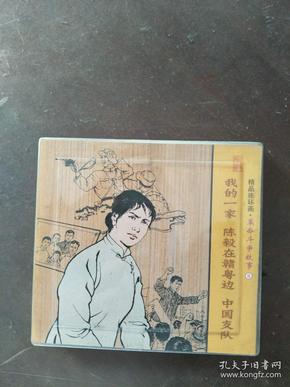 精品连环画·革命斗争故事
我的一家 陈毅在赣粤边 中国支队
孔夫子旧书网
book.kongfz.com